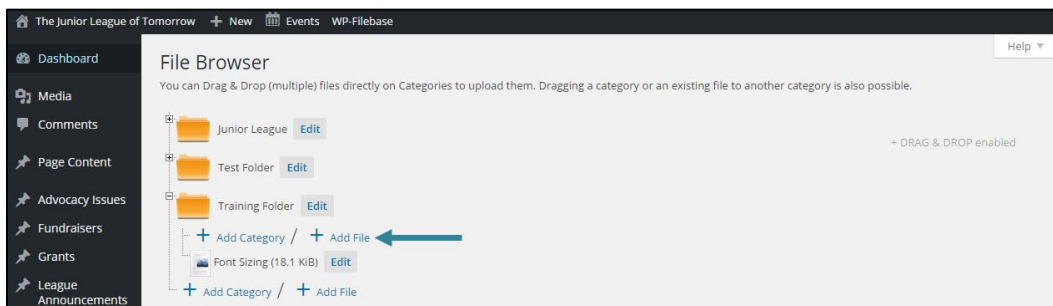 The Junior League of Tomorrow + New Events WP-Filebase
Help
Dashboard
Media
Comments
Page Content
Advocacy Issues
Fundraisers
Grants
League
Announcements
File Browser
You can Drag & Drop (multiple) files directly on Categories to upload them. Dragging a category or an existing file to another category is also possible.
Junior League Edit
+ DRAG & DROP enabled
Test Folder Edit
Training Folder Edit
+ Add Category / + Add File
Font Sizing (18.1 KiB) Edit
+ Add Category / + Add File